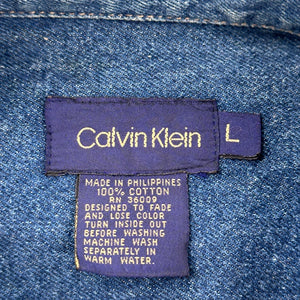 Calvin Klein
L
MADE IN PHILIPPINES
100% COTTON
RN 36009
DESIGNED TO FADE
AND LOSE COLOR
TURN INSIDE OUT
BEFORE WASHING
MACHINE WASH
SEPARATELY IN
WARM WATER.